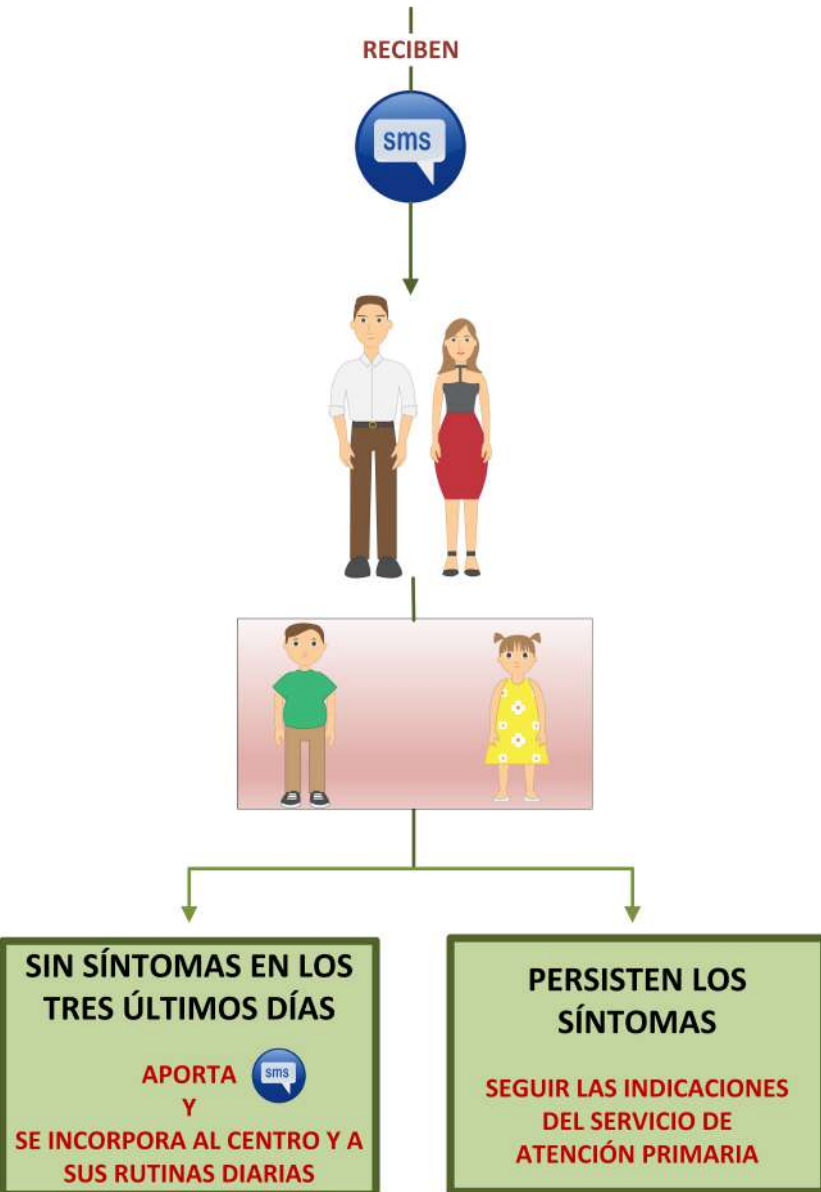 RECIBEN
sms
SIN SÍNTOMAS EN LOS
TRES ÚLTIMOS DÍAS
APORTA sms
Y
SE INCORPORA AL CENTRO Y A
SUS RUTINAS DIARIAS
PERSISTEN LOS
SÍNTOMAS
SEGUIR LAS INDICACIONES
DEL SERVICIO DE
ATENCIÓN PRIMARIA